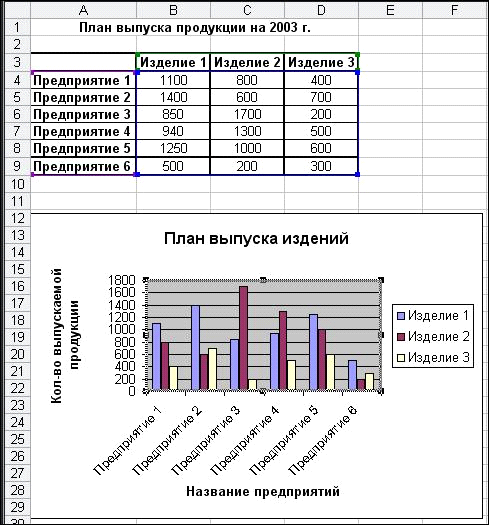 A B C D E F
1 План выпуска продукции на 2003 г.
2
3 Изделие 1 Изделие 2 Изделие 3
4 Предприятие 1 1100 800 400
5 Предприятие 2 1400 600 700
6 Предприятие 3 850 1700 200
7 Предприятие 4 940 1300 500
8 Предприятие 5 1250 1000 600
9 Предприятие 6 500 200 300
10
11
12
13
14
15
16
17
18
19
20
21
22
23
24
25
26
27
28
29
30
План выпуска издений
Кол-во выпускаемой
продукции
1800
1600
1400
1200
1000
800
600
400
200
0
Изделие 1
Изделие 2
Изделие 3
Предприятие 1
Предприятие 2
Предприятие 3
Предприятие 4
Предприятие 5
Предприятие 6
Название предприятий